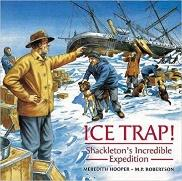 ICE TRAP!
Shackleton's Incredible
Expedition
MEREDITH HOOPER · M.P. ROBERTSON